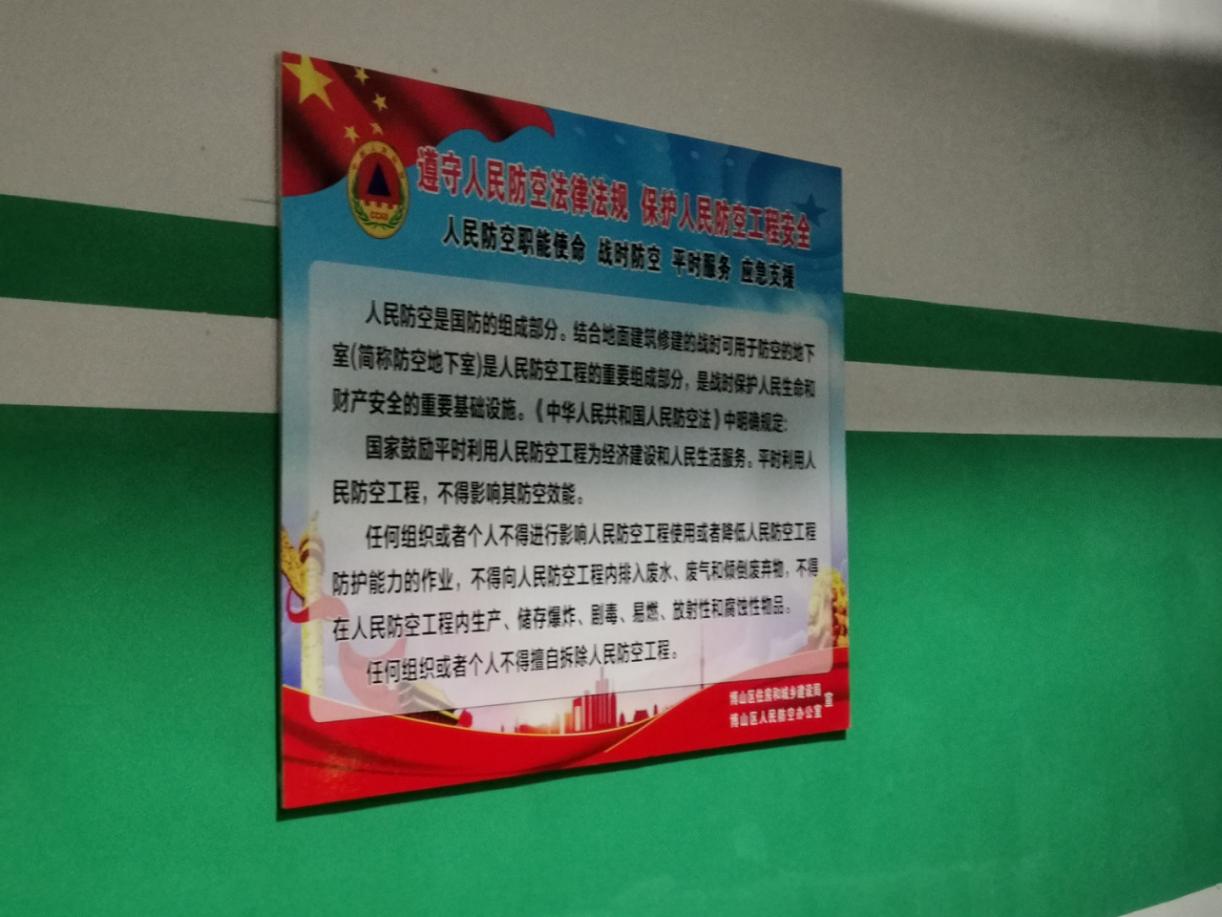 遵守人民防空法律法规 保护人民防空工程安全
人民防空职能使命 战时防空 平时服务 应急支援
人民防空是国防的组成部分。结合地面建筑修建的战时可用于防空的地下
室(简称防空地下室)是人民防空工程的重要组成部分，是战时保护人民生命和
财产安全的重要基础设施。《中华人民共和国人民防空法》中明确规定：
国家鼓励平时利用人民防空工程为经济建设和人民生活服务。平时利用人
民防空工程，不得影响其防空效能。
任何组织或者个人不得进行影响人民防空工程使用或者降低人民防空工程
防护能力的作业，不得向人民防空工程内排入废水、废气和倾倒废弃物，不得
在人民防空工程内生产、储存爆炸、剧毒、易燃、放射性和腐蚀性物品。
任何组织或者个人不得擅自拆除人民防空工程。
博山区住房和城乡建设局
博山区人民防空办公室
宣